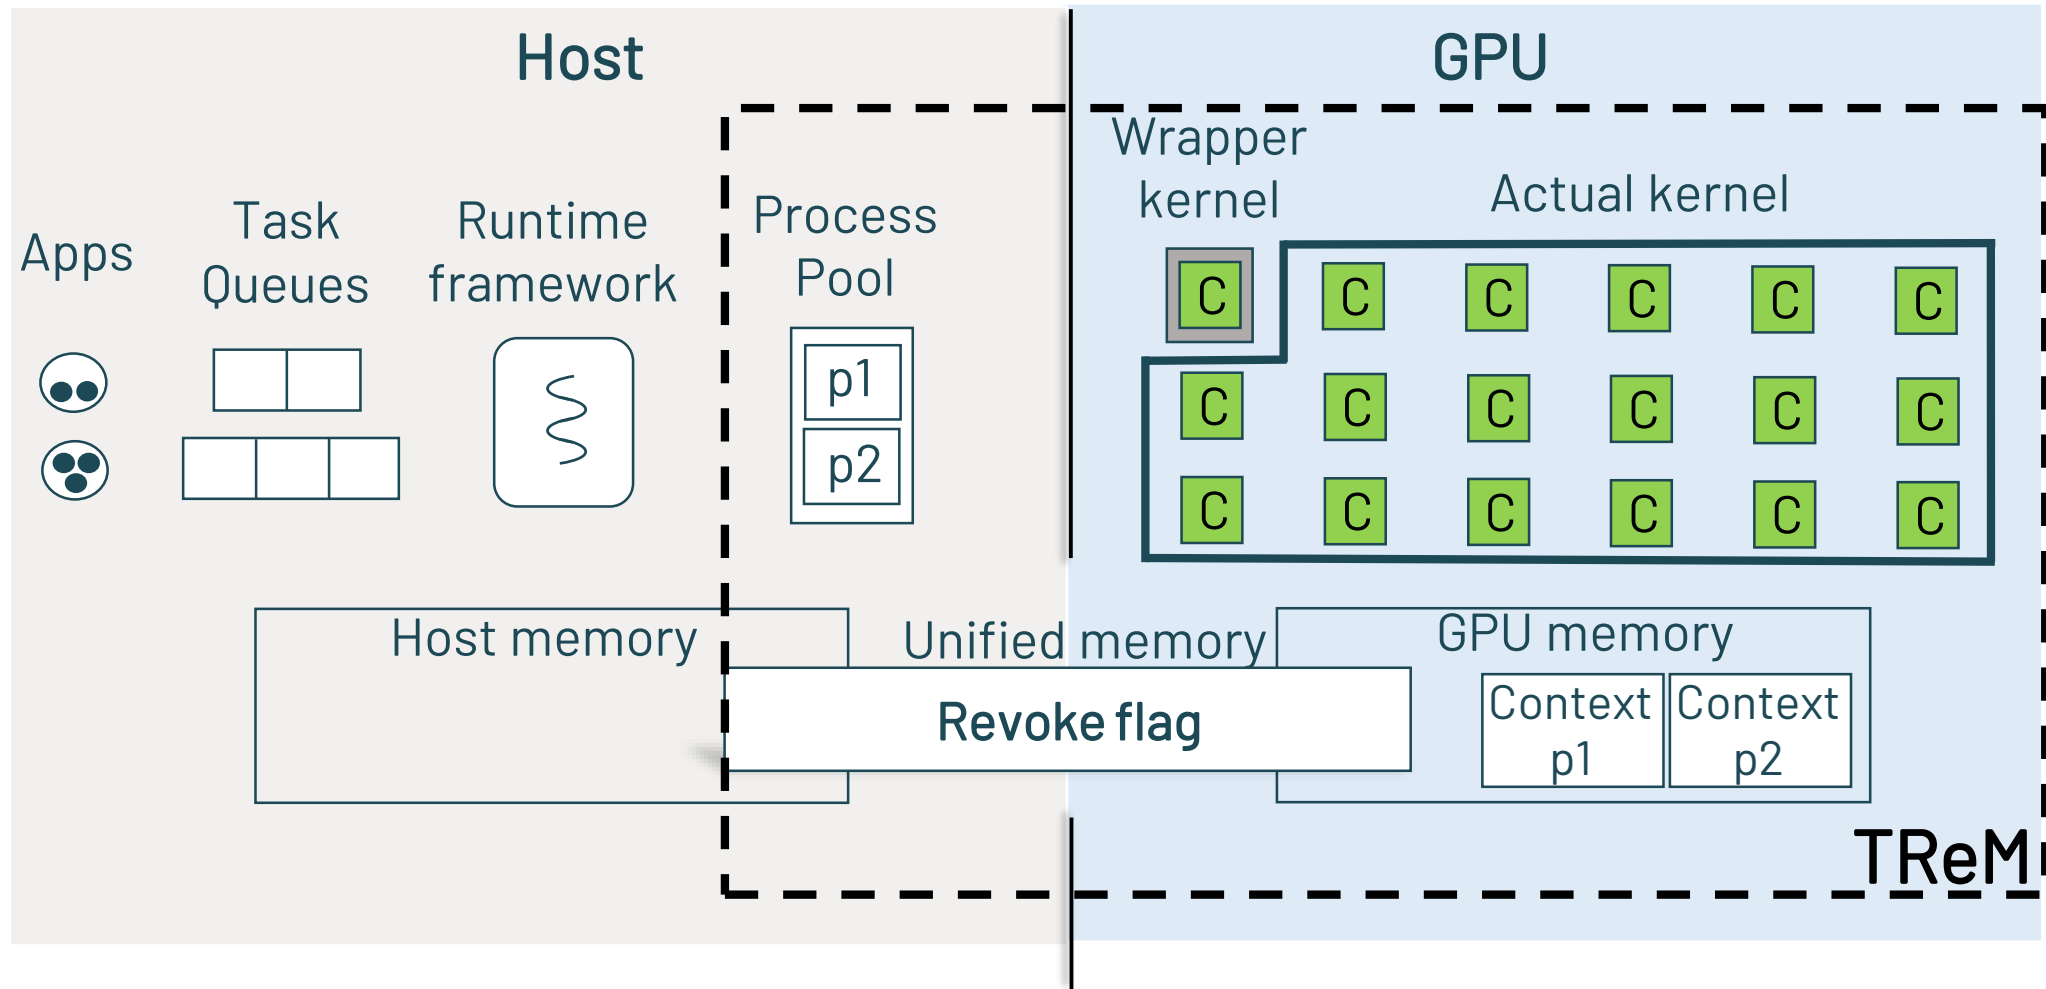 Host
GPU
Apps
Task
Queues
Runtime
framework
Process
Pool
p1
p2
Wrapper
kernel
Actual kernel
C C C C C C
C C C C C C
C C C C C C
Host memory
Unified memory
GPU memory
Revoke flag
Context
p1
Context
p2
TReM